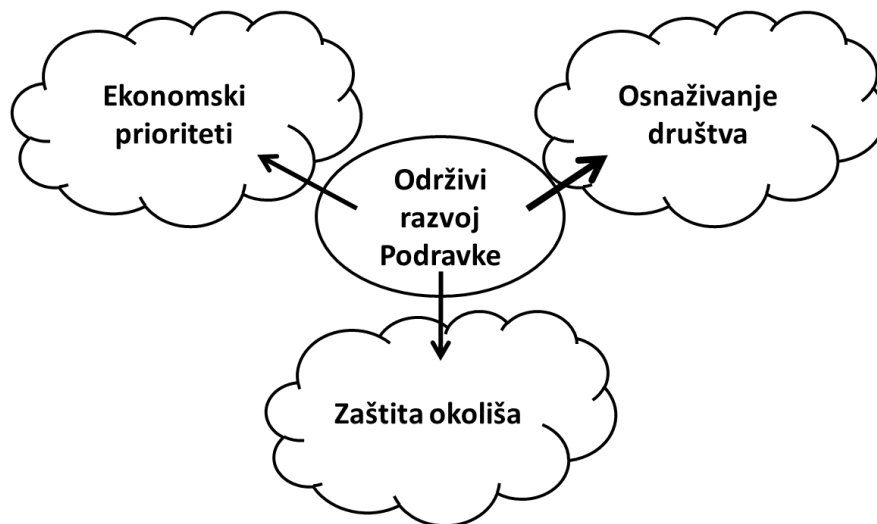 Ekonomski
prioriteti
Osnaživanje
društva
Održivi
razvoj
Podravke
Zaštita okoliša